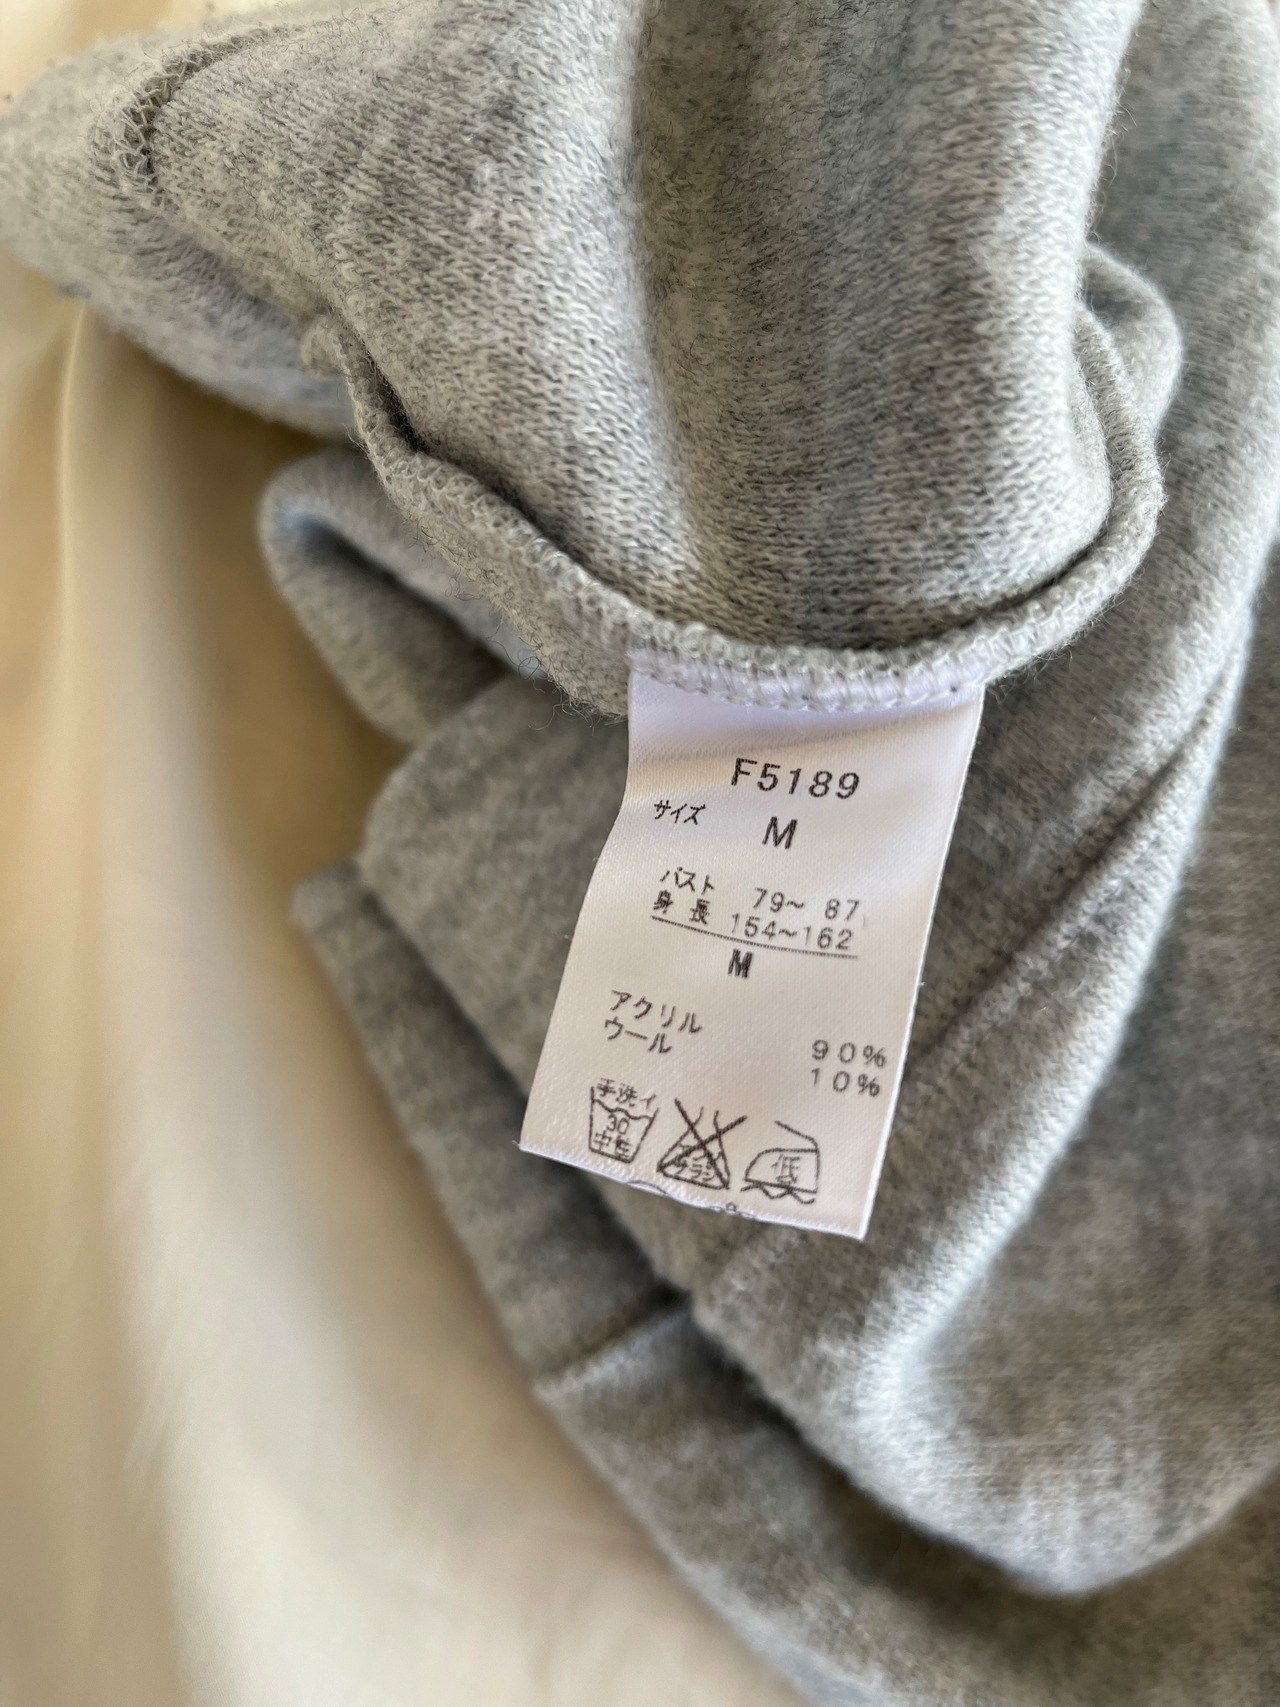 F5189
サイズ M
バスト 79~ 87
身長 154~162
M
アクリル 90%
ウール 10%
手洗イ
30
中性
低